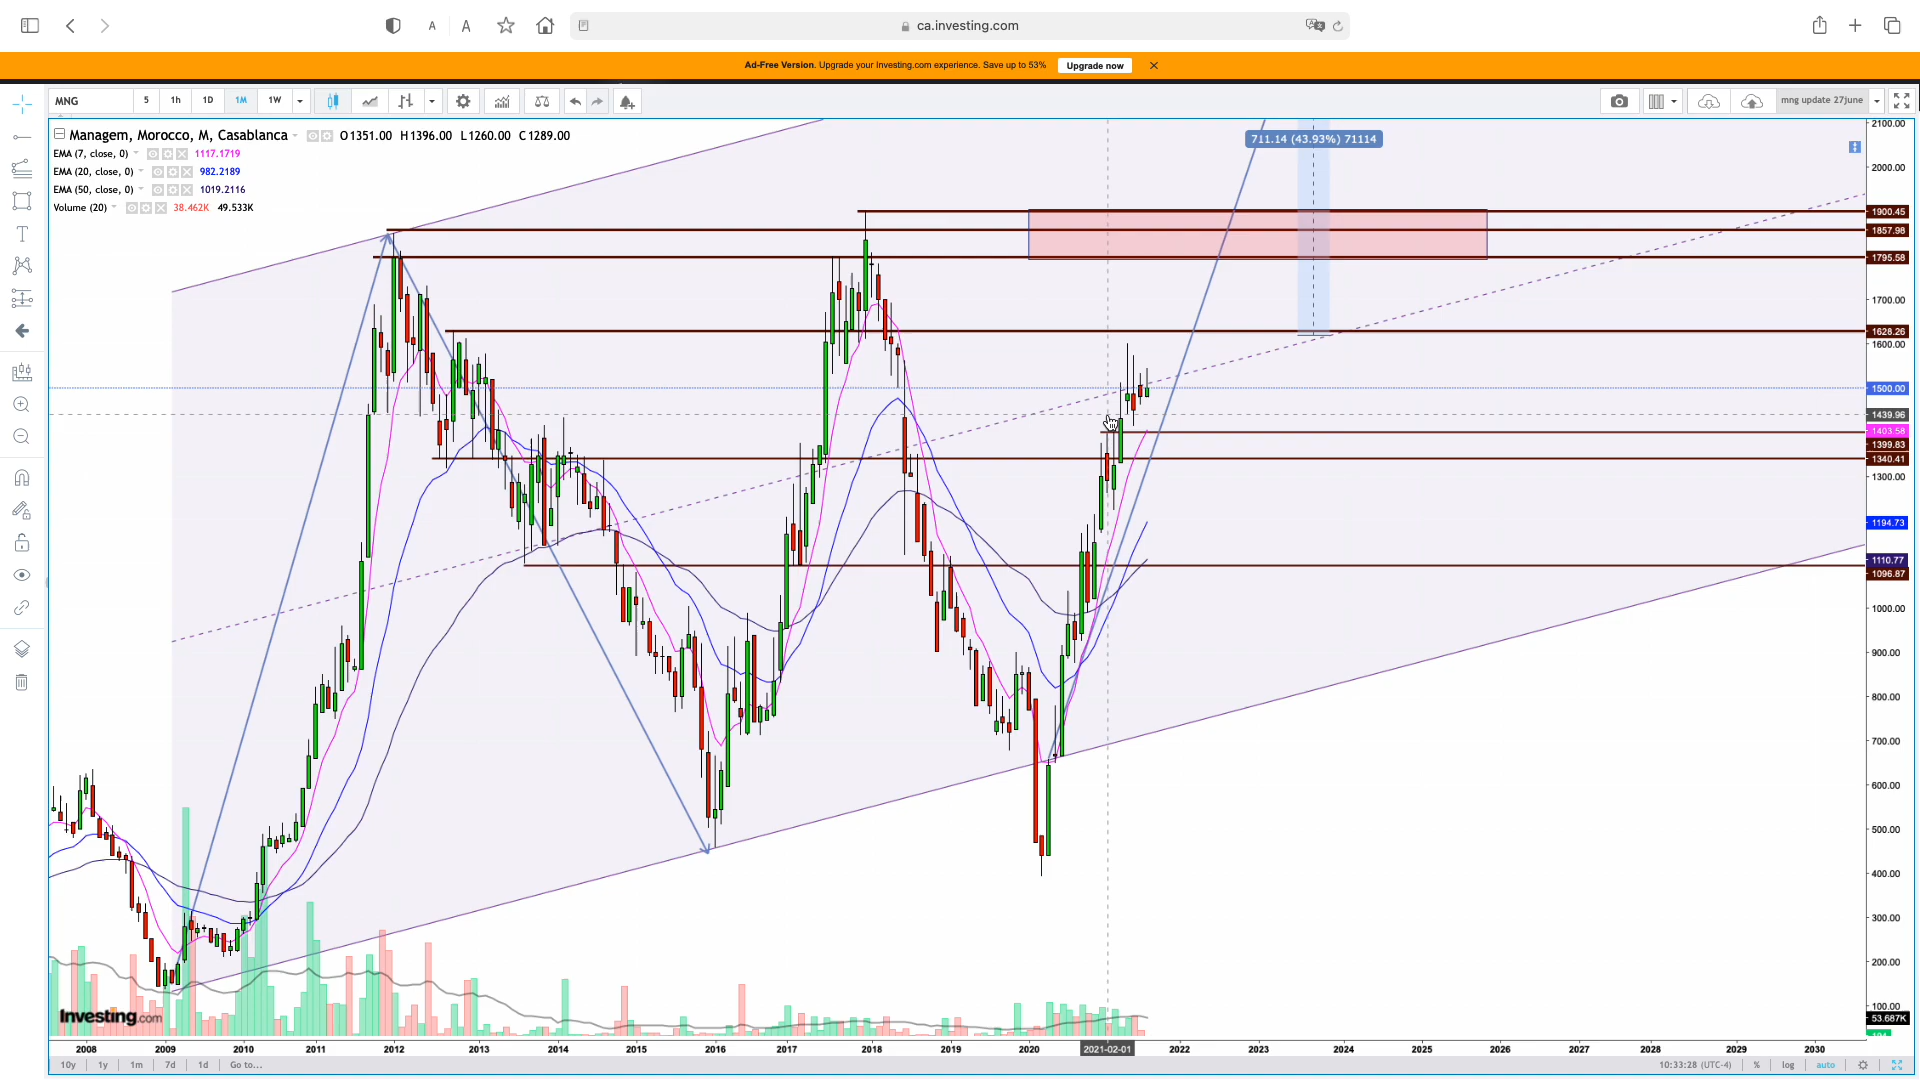 A A ca.investing.com
Ad-Free Version. Upgrade your Investing.com experience. Save up to 53% Upgrade now
MNG 5 1h 1D 1M 1W mng update 27june
Managem, Morocco, M, Casablanca O1351.00 H1396.00 L1260.00 C1289.00
EMA (7, close, 0) 1117.1719
EMA (20, close, 0) 982.2189
EMA (50, close, 0) 1019.2116
Volume (20) 38.462K 49.533K
711.14 (43.93%) 71114
T
2100.00
2000.00
1900.45
1857.98
1795.58
1700.00
1628.26
1600.00
1500.00
1439.96
1403.58
1399.83
1340.41
1300.00
1194.73
1110.77
1096.87
1000.00
900.00
800.00
700.00
600.00
500.00
400.00
300.00
200.00
100.00
53.687K
Investing.com
2008 2009 2010 2011 2012 2013 2014 2015 2016 2017 2018 2019 2020 2021-02-01 2022 2023 2024 2025 2026 2027 2028 2029 2030
10y 1y 1m 7d 1d Go to... 10:33:28 (UTC-4) % log auto